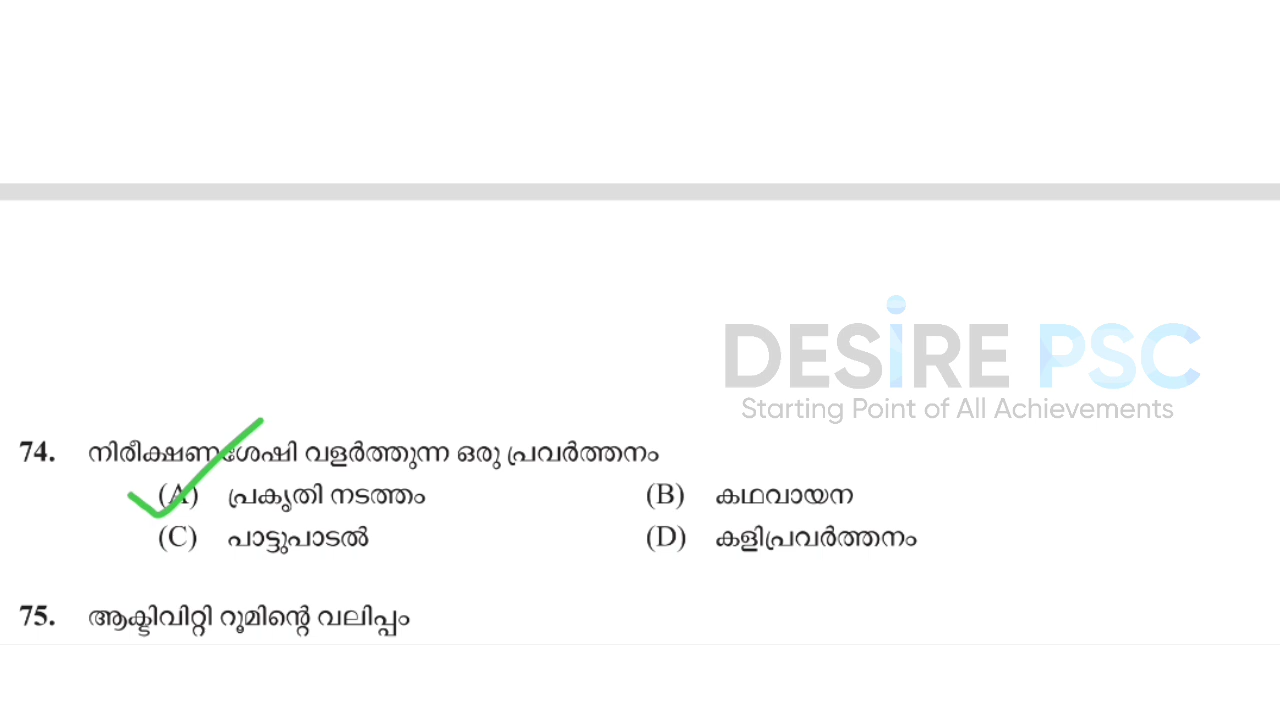 DESIRE PSC
Starting Point of All Achievements
74. നിരീക്ഷണശേഷി വളർത്തുന്ന ഒരു പ്രവർത്തനം
(A) പ്രകൃതി നടത്തം (B) കഥവായന
(C) പാട്ടുപാടൽ (D) കളിപ്രവർത്തനം
75. ആക്ടിവിറ്റി റൂമിന്റെ വലിപ്പം